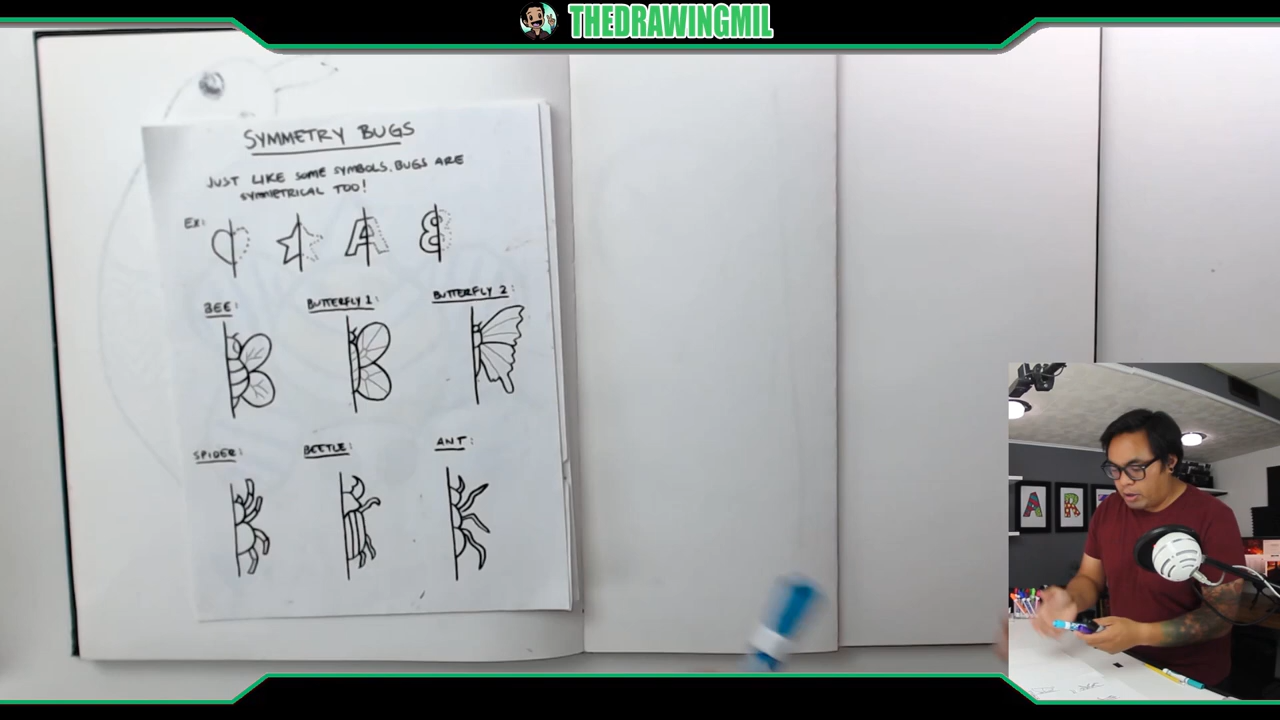 THEDRAWINGMIL
SYMMETRY BUGS
JUST LIKE SOME SYMBOLS, BUGS ARE
SYMMETRICAL TOO!
EX:
A
BEE:
BUTTERFLY 1:
BUTTERFLY 2:
SPIDER:
BEETLE:
ANT:
A R